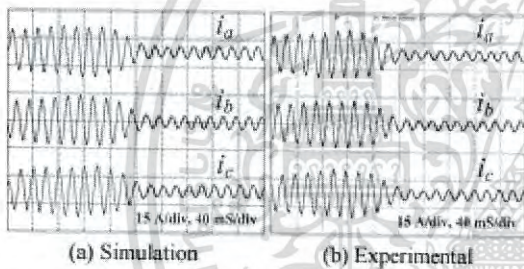 i_a
i_a
i_b
i_b
i_c
i_c
15 A/div, 40 mS/div
15 A/div, 40 mS/div
(a) Simulation
(b) Experimental